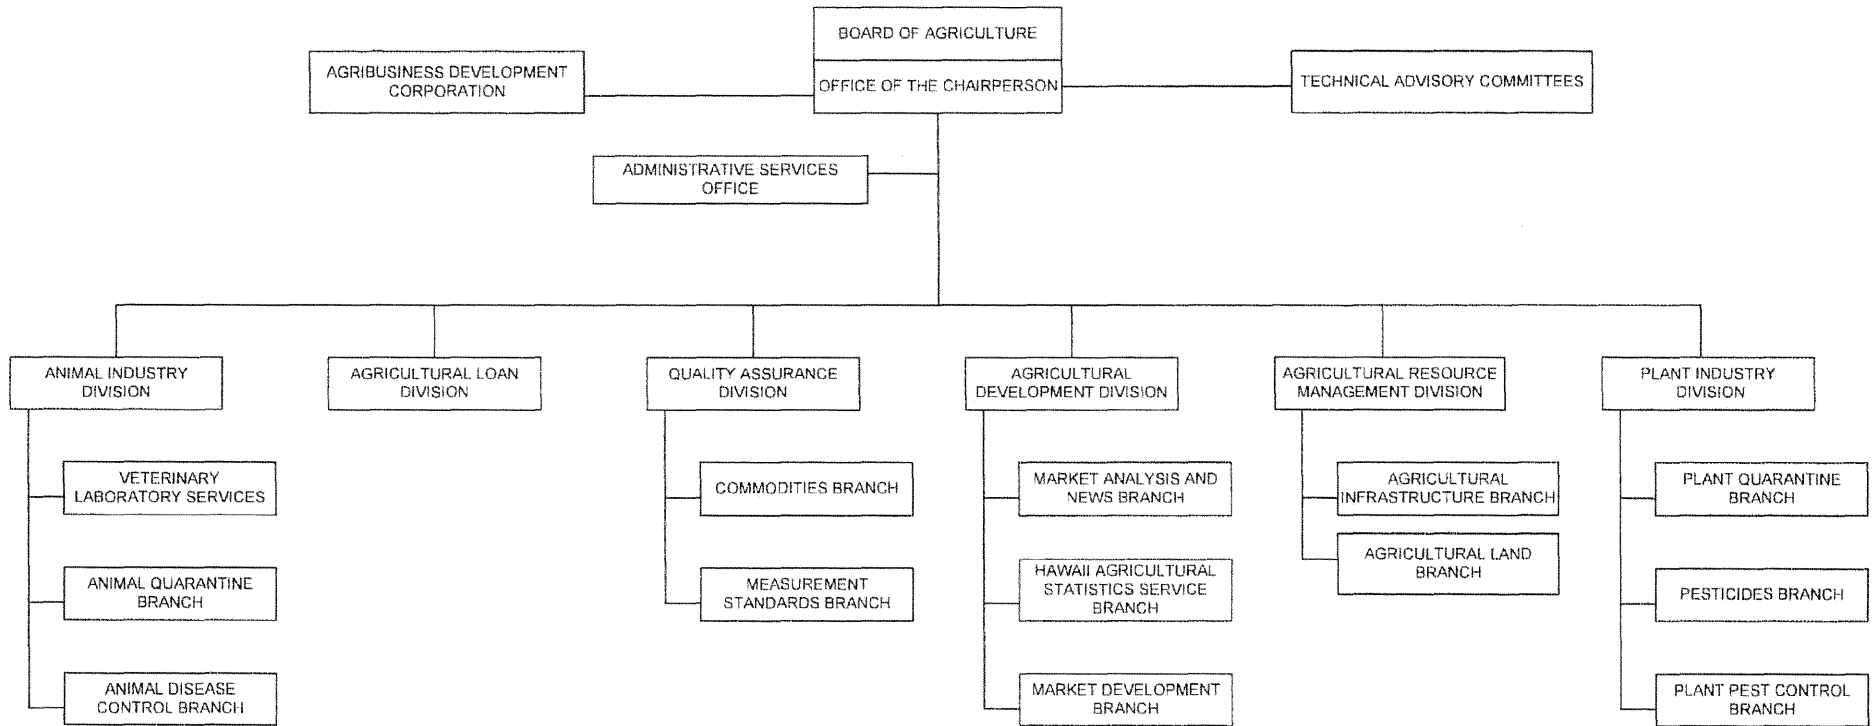 BOARD OF AGRICULTURE
AGRIBUSINESS DEVELOPMENT
CORPORATION
OFFICE OF THE CHAIRPERSON
TECHNICAL ADVISORY COMMITTEES
ADMINISTRATIVE SERVICES
OFFICE
ANIMAL INDUSTRY
DIVISION
AGRICULTURAL LOAN
DIVISION
QUALITY ASSURANCE
DIVISION
AGRICULTURAL
DEVELOPMENT DIVISION
AGRICULTURAL RESOURCE
MANAGEMENT DIVISION
PLANT INDUSTRY
DIVISION
VETERINARY
LABORATORY SERVICES
COMMODITIES BRANCH
MARKET ANALYSIS AND
NEWS BRANCH
AGRICULTURAL
INFRASTRUCTURE BRANCH
PLANT QUARANTINE
BRANCH
AGRICULTURAL LAND
BRANCH
ANIMAL QUARANTINE
BRANCH
MEASUREMENT
STANDARDS BRANCH
HAWAII AGRICULTURAL
STATISTICS SERVICE
BRANCH
PESTICIDES BRANCH
ANIMAL DISEASE
CONTROL BRANCH
MARKET DEVELOPMENT
BRANCH
PLANT PEST CONTROL
BRANCH